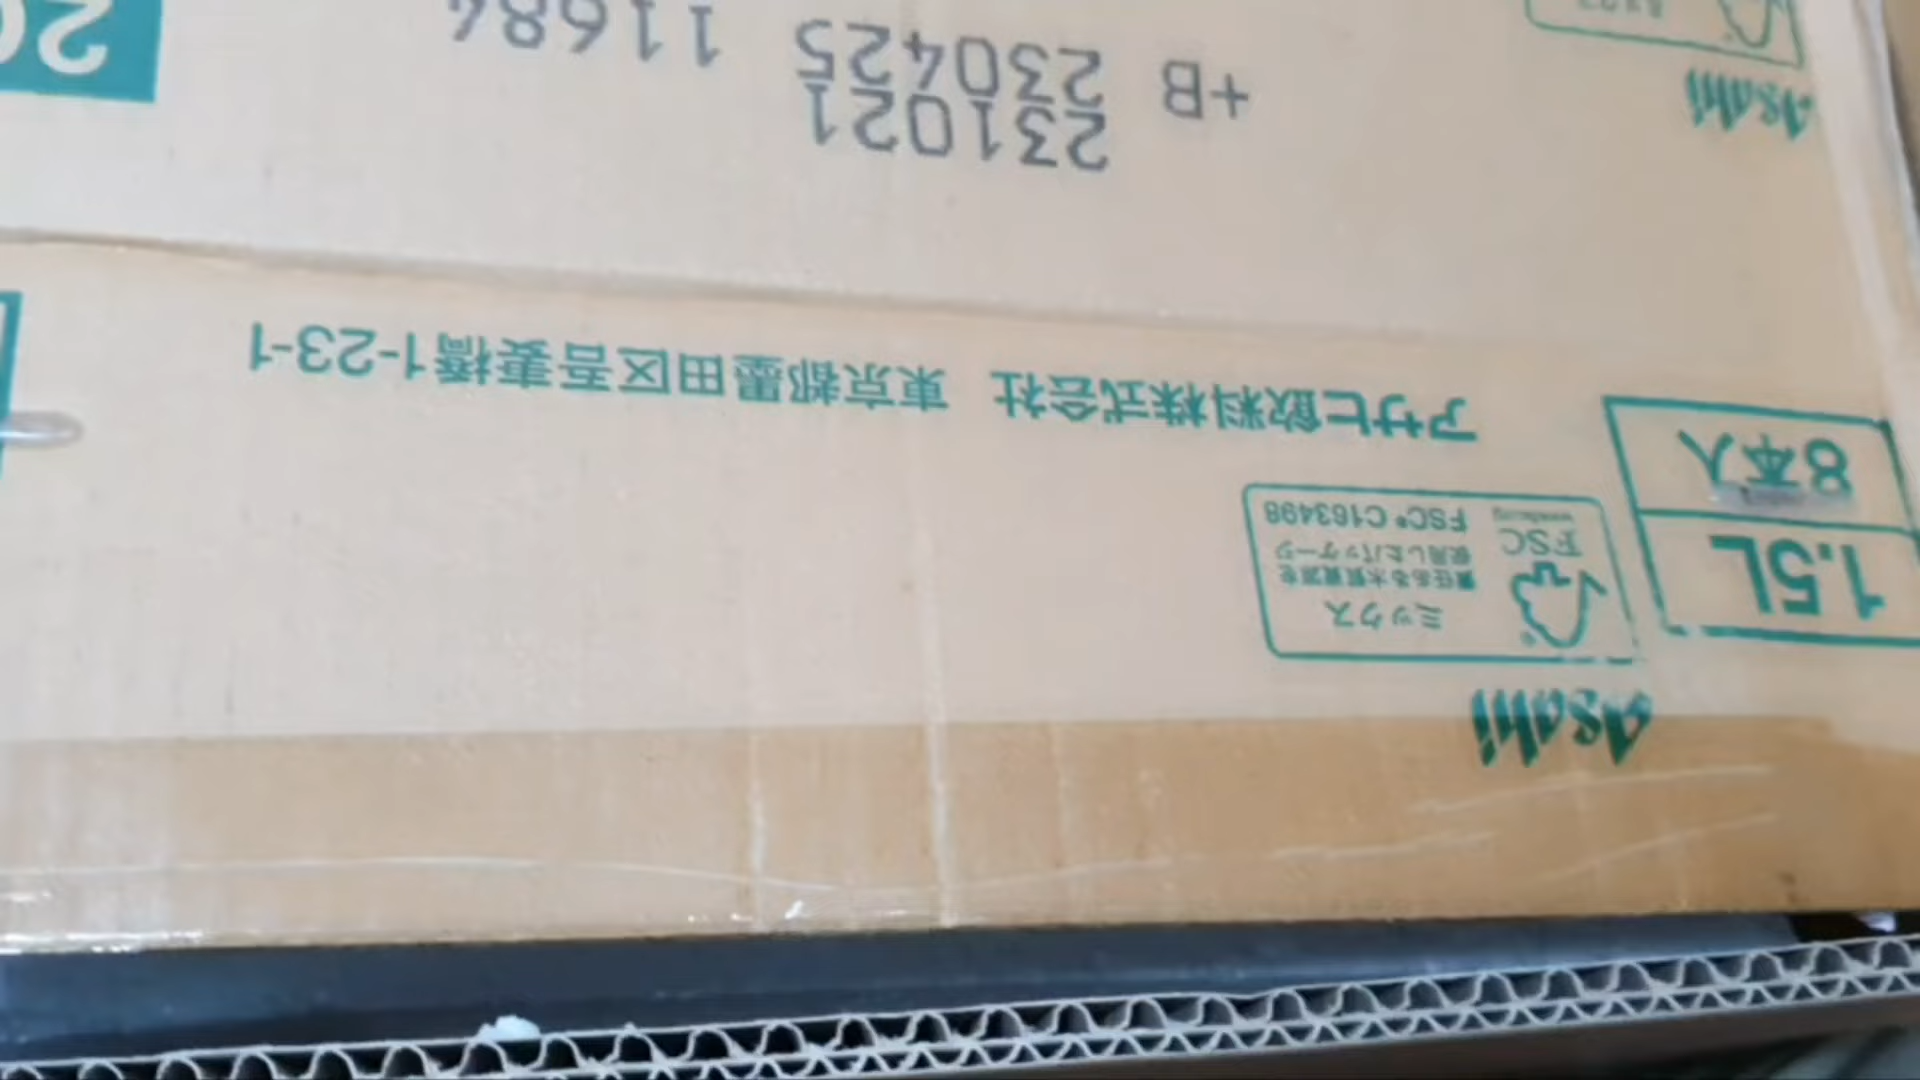 Asahi
ミックス
責任ある木質資源を
使用したパッケージ
FSC
FSC® C163498
1.5L
8本入
アサヒ飲料株式会社 東京都墨田区吾妻橋1-23-1
231021
+B 230425 11684
Asahi